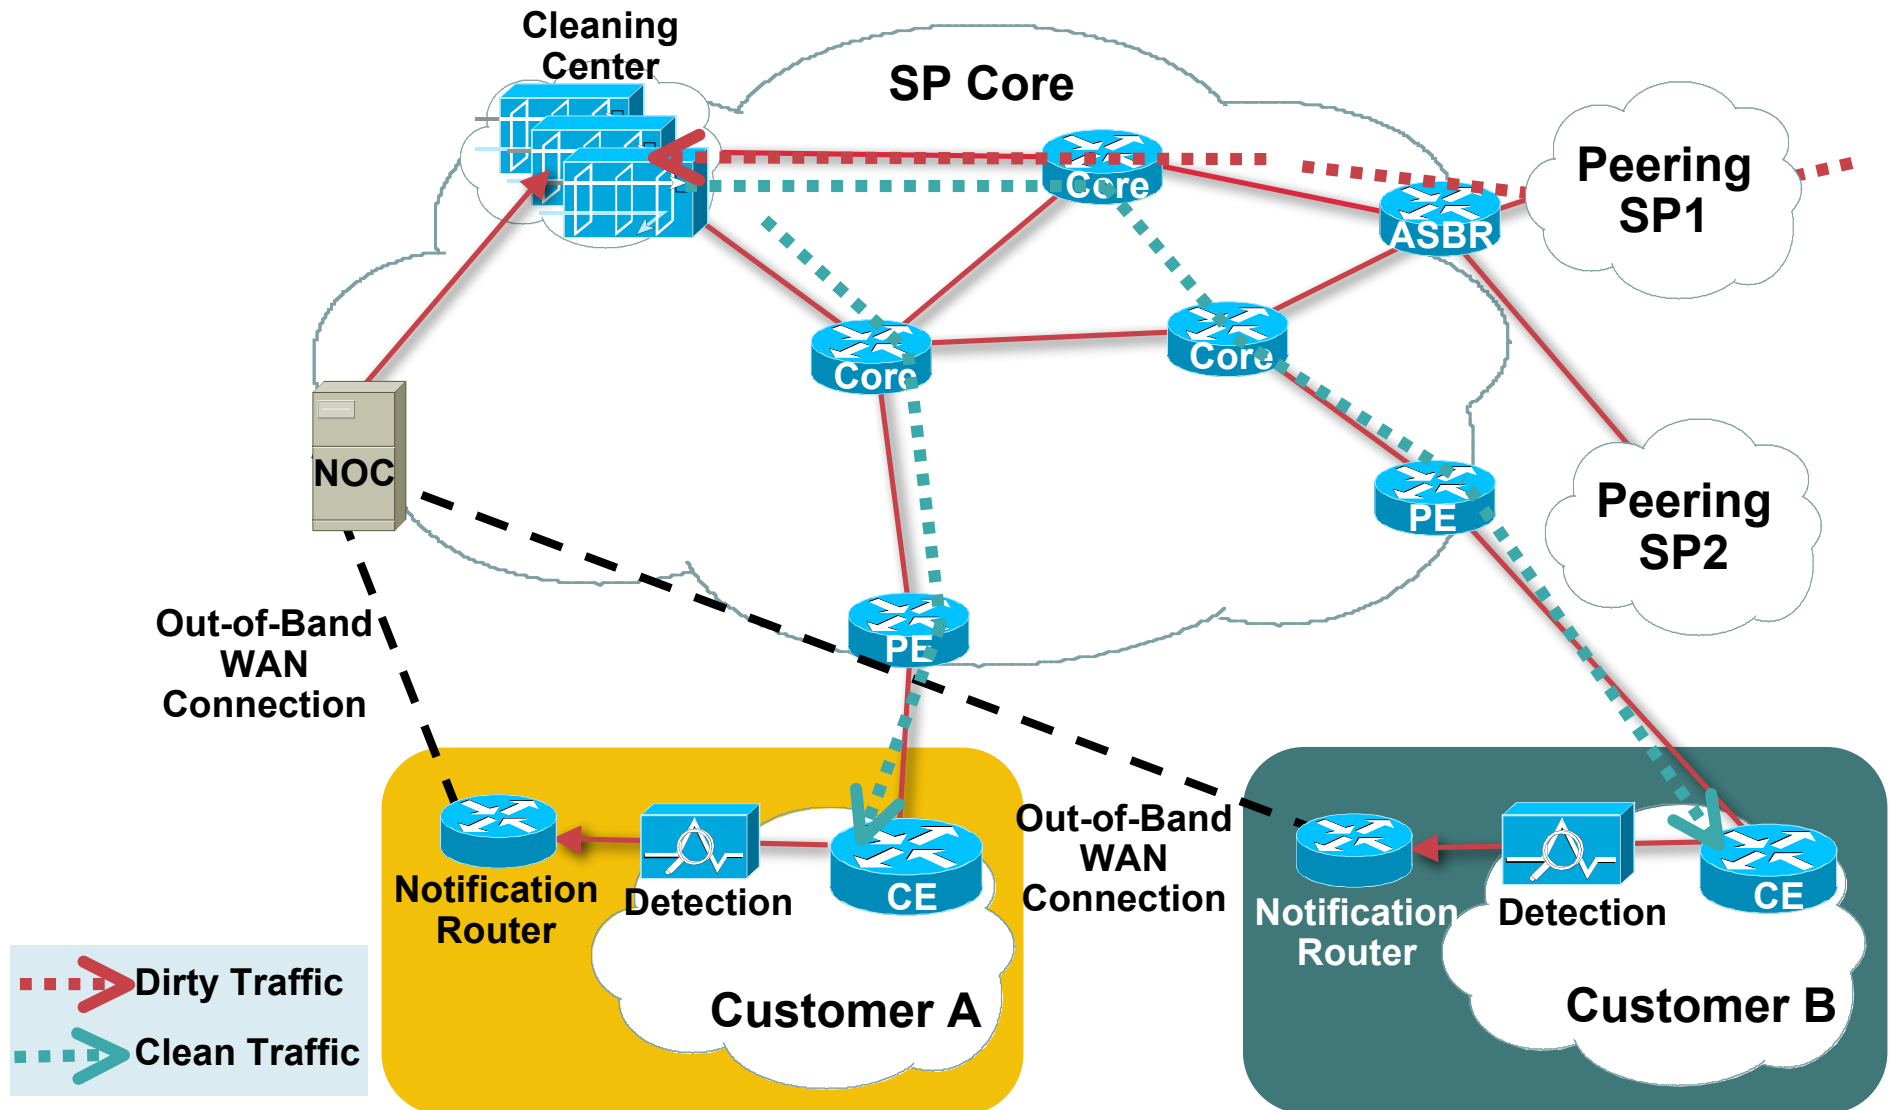 Cleaning
Center
SP Core
Core
Peering
SP1
ASBR
Core
Core
NOC
PE
Peering
SP2
Out-of-Band
WAN
Connection
PE
Out-of-Band
WAN
Connection
Notification
Router
Detection
CE
Customer A
Notification
Router
Detection
CE
Customer B
Dirty Traffic
Clean Traffic